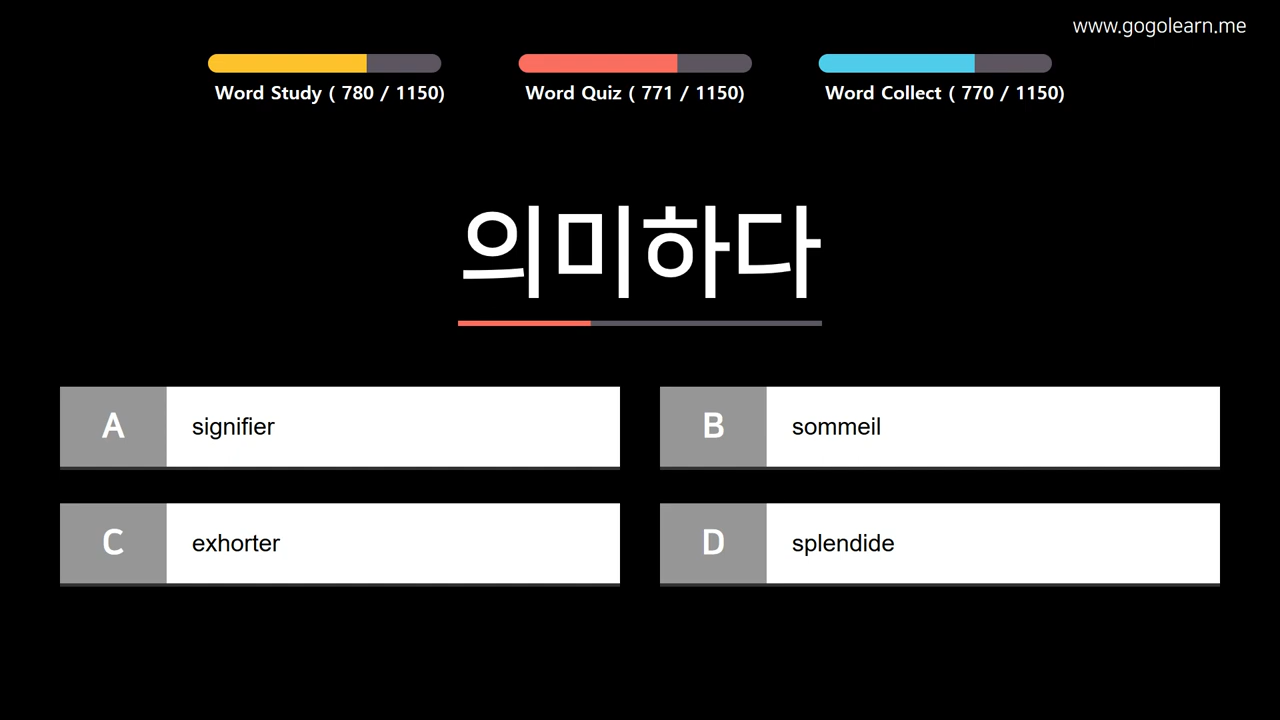 www.gogolearn.me
Word Study ( 780 / 1150)
Word Quiz ( 771 / 1150)
Word Collect ( 770 / 1150)
의미하다
A signifier
B sommeil
C exhorter
D splendide